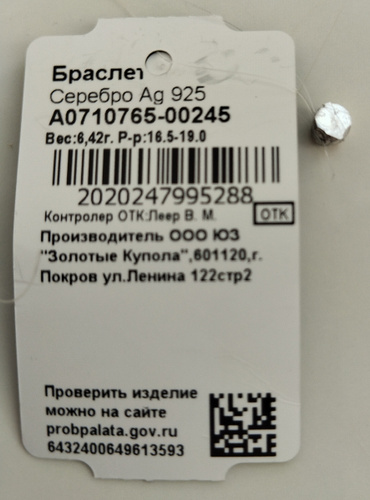 Браслет
Серебро Ag 925
A0710765-00245
Вес:6,42г. Р-р:16.5-19.0
2020247995288
Контролер ОТК:Леер В. М. ОТК
Производитель ООО ЮЗ
"Золотые Купола",601120,г.
Покров ул.Ленина 122стр2
Проверить изделие
можно на сайте
probpalata.gov.ru
6432400649613593